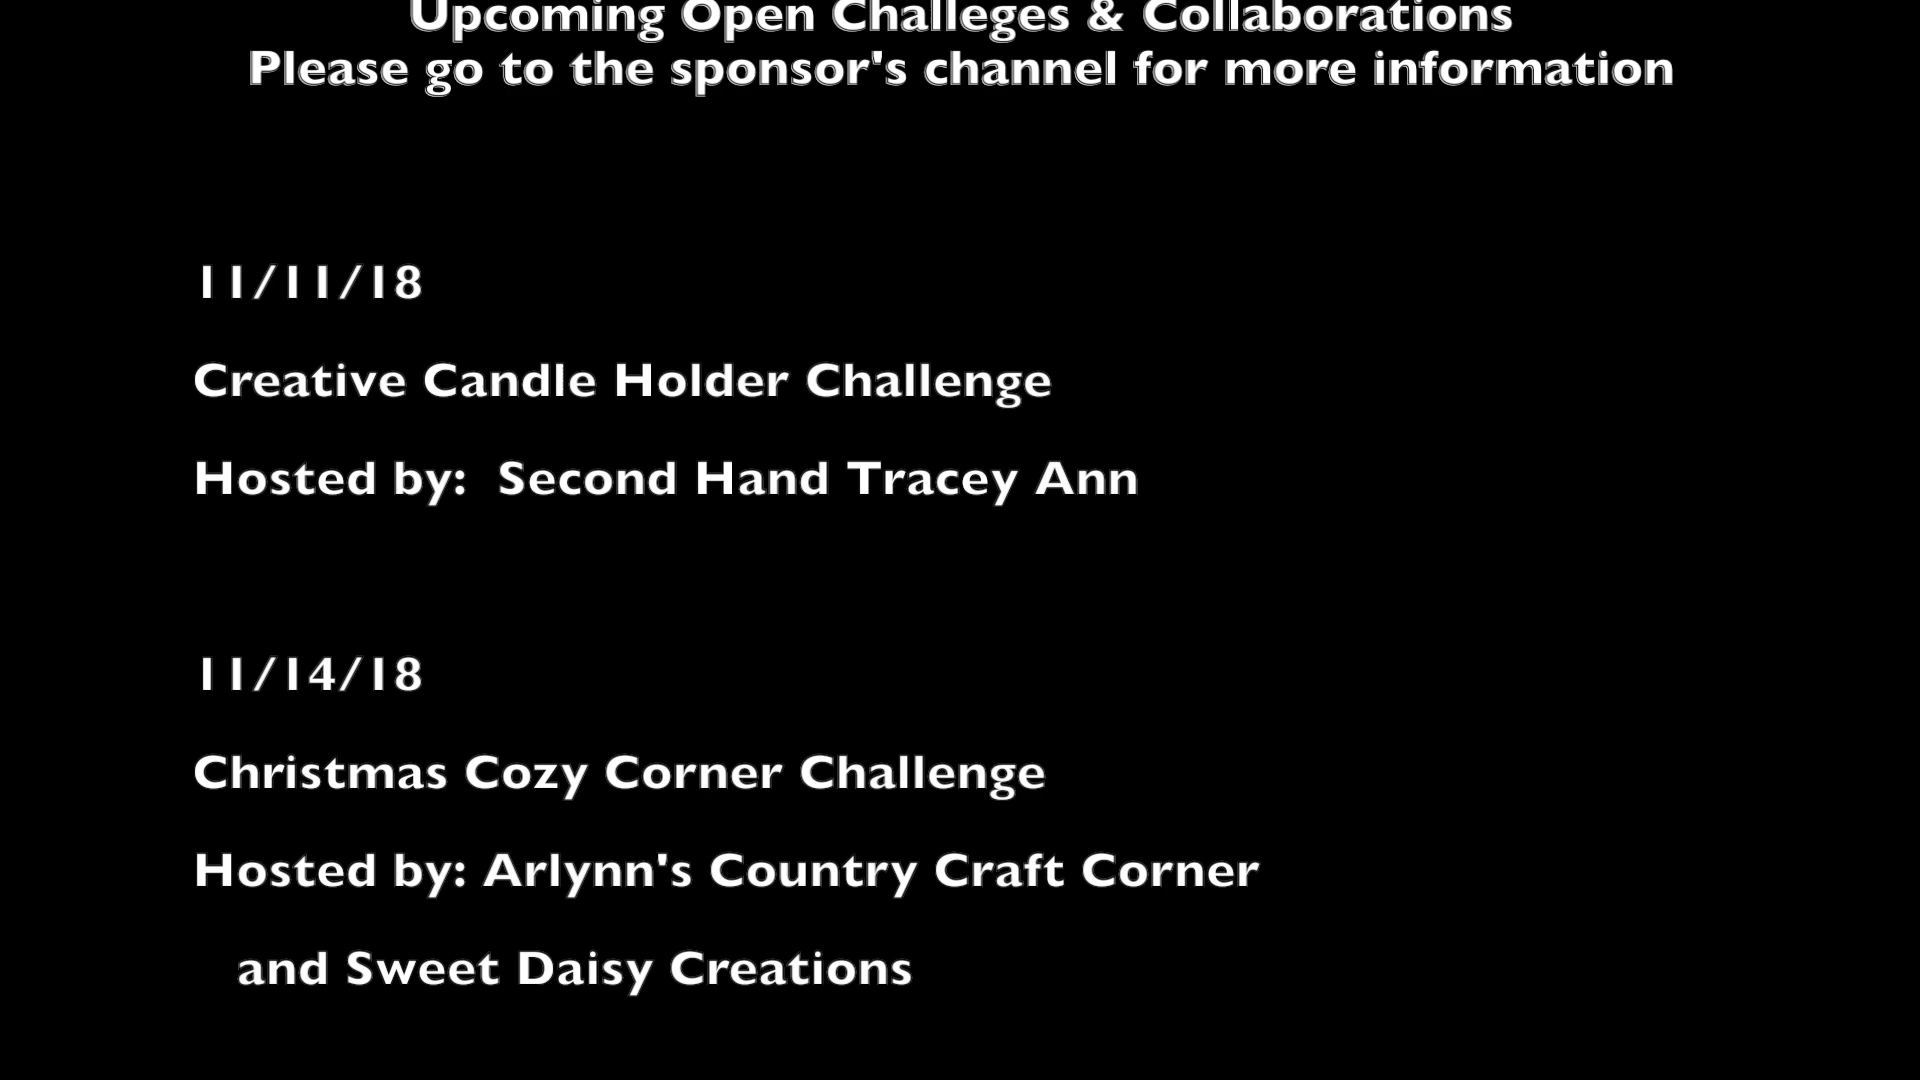 Upcoming Open Challeges & Collaborations
Please go to the sponsor's channel for more information
11/11/18
Creative Candle Holder Challenge
Hosted by:  Second Hand Tracey Ann
11/14/18
Christmas Cozy Corner Challenge
Hosted by: Arlynn's Country Craft Corner
and Sweet Daisy Creations